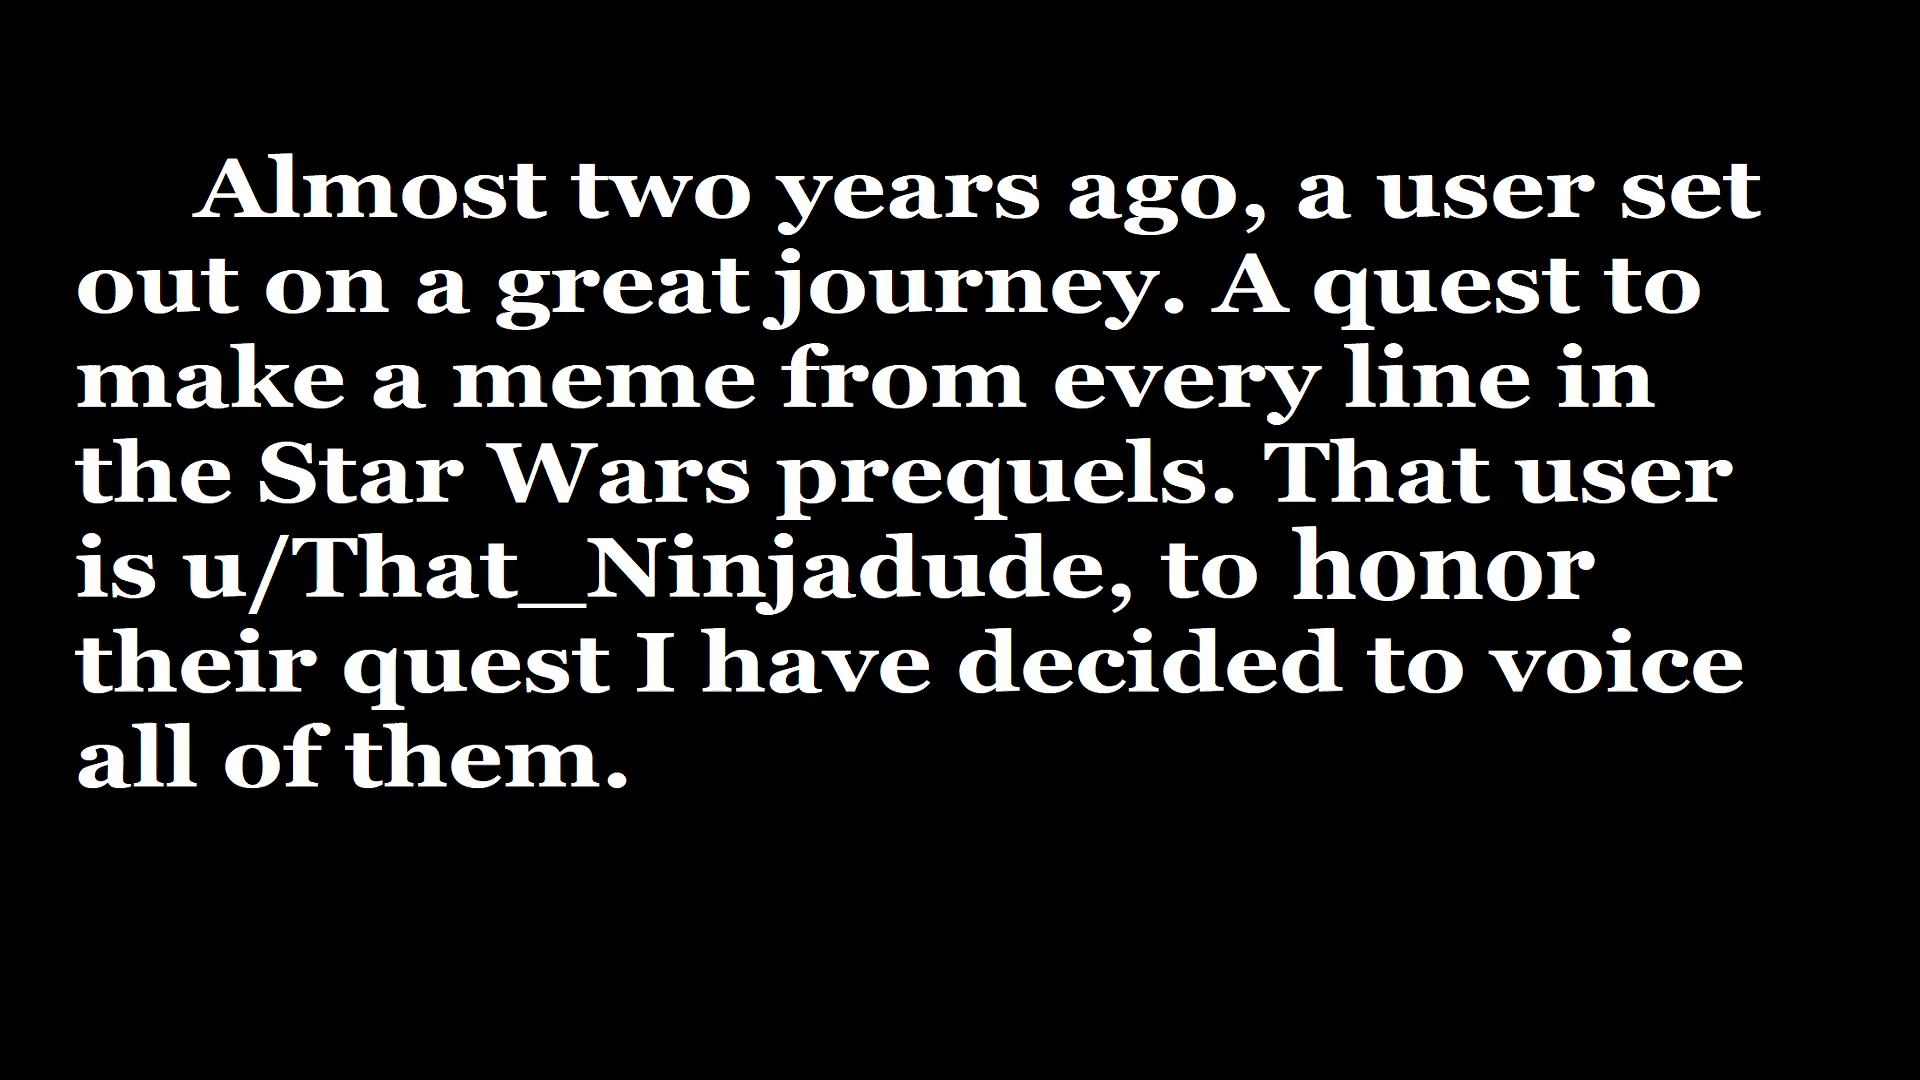 Almost two years ago, a user set
out on a great journey. A quest to
make a meme from every line in
the Star Wars prequels. That user
is u/That_Ninjadude, to honor
their quest I have decided to voice
all of them.